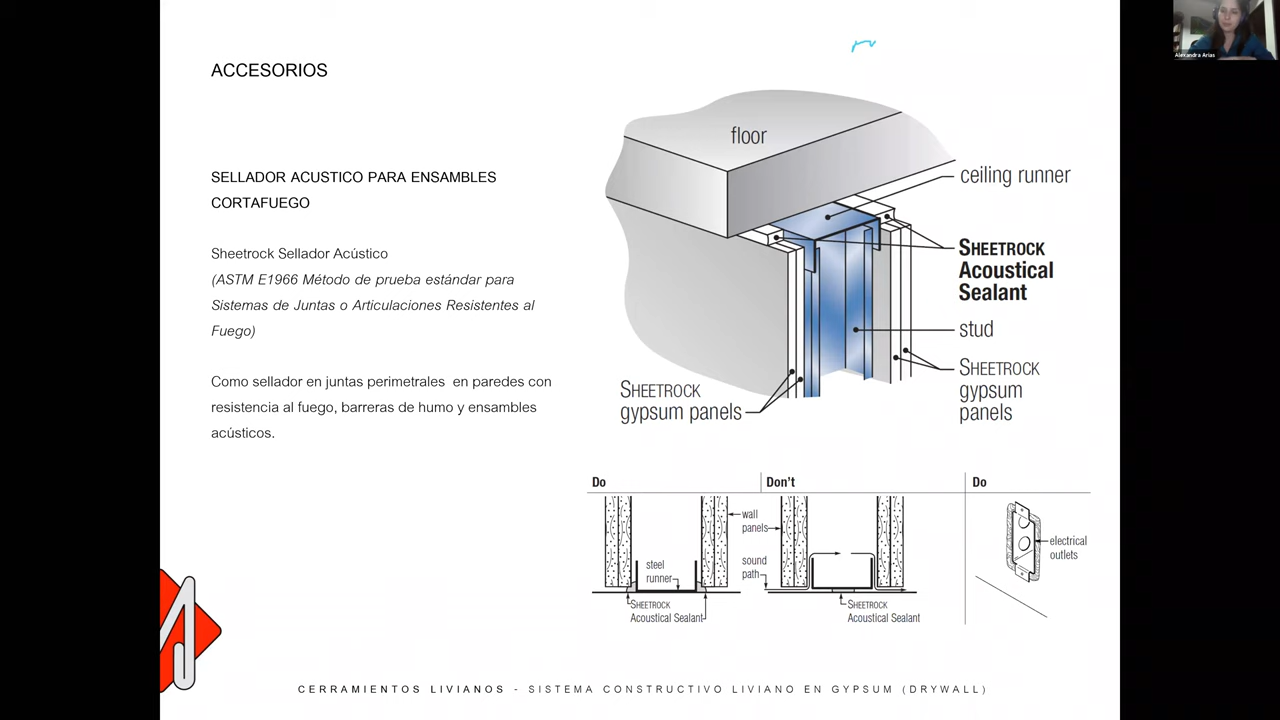 Alexandra Arias
ACCESORIOS
SELLADOR ACUSTICO PARA ENSAMBLES
CORTAFUEGO
Sheetrock Sellador Acústico
(ASTM E1966 Método de prueba estándar para
Sistemas de Juntas o Articulaciones Resistentes al
Fuego)
Como sellador en juntas perimetrales en paredes con
resistencia al fuego, barreras de humo y ensambles
acústicos.
floor
ceiling runner
SHEETROCK
Acoustical
Sealant
stud
SHEETROCK
gypsum
panels
SHEETROCK
gypsum panels
Do
Don't
Do
wall
panels
steel
runner
sound
path
SHEETROCK
Acoustical Sealant
SHEETROCK
Acoustical Sealant
electrical
outlets
CERRAMIENTOS LIVIANOS - SISTEMA CONSTRUCTIVO LIVIANO EN GYPSUM (DRYWALL)